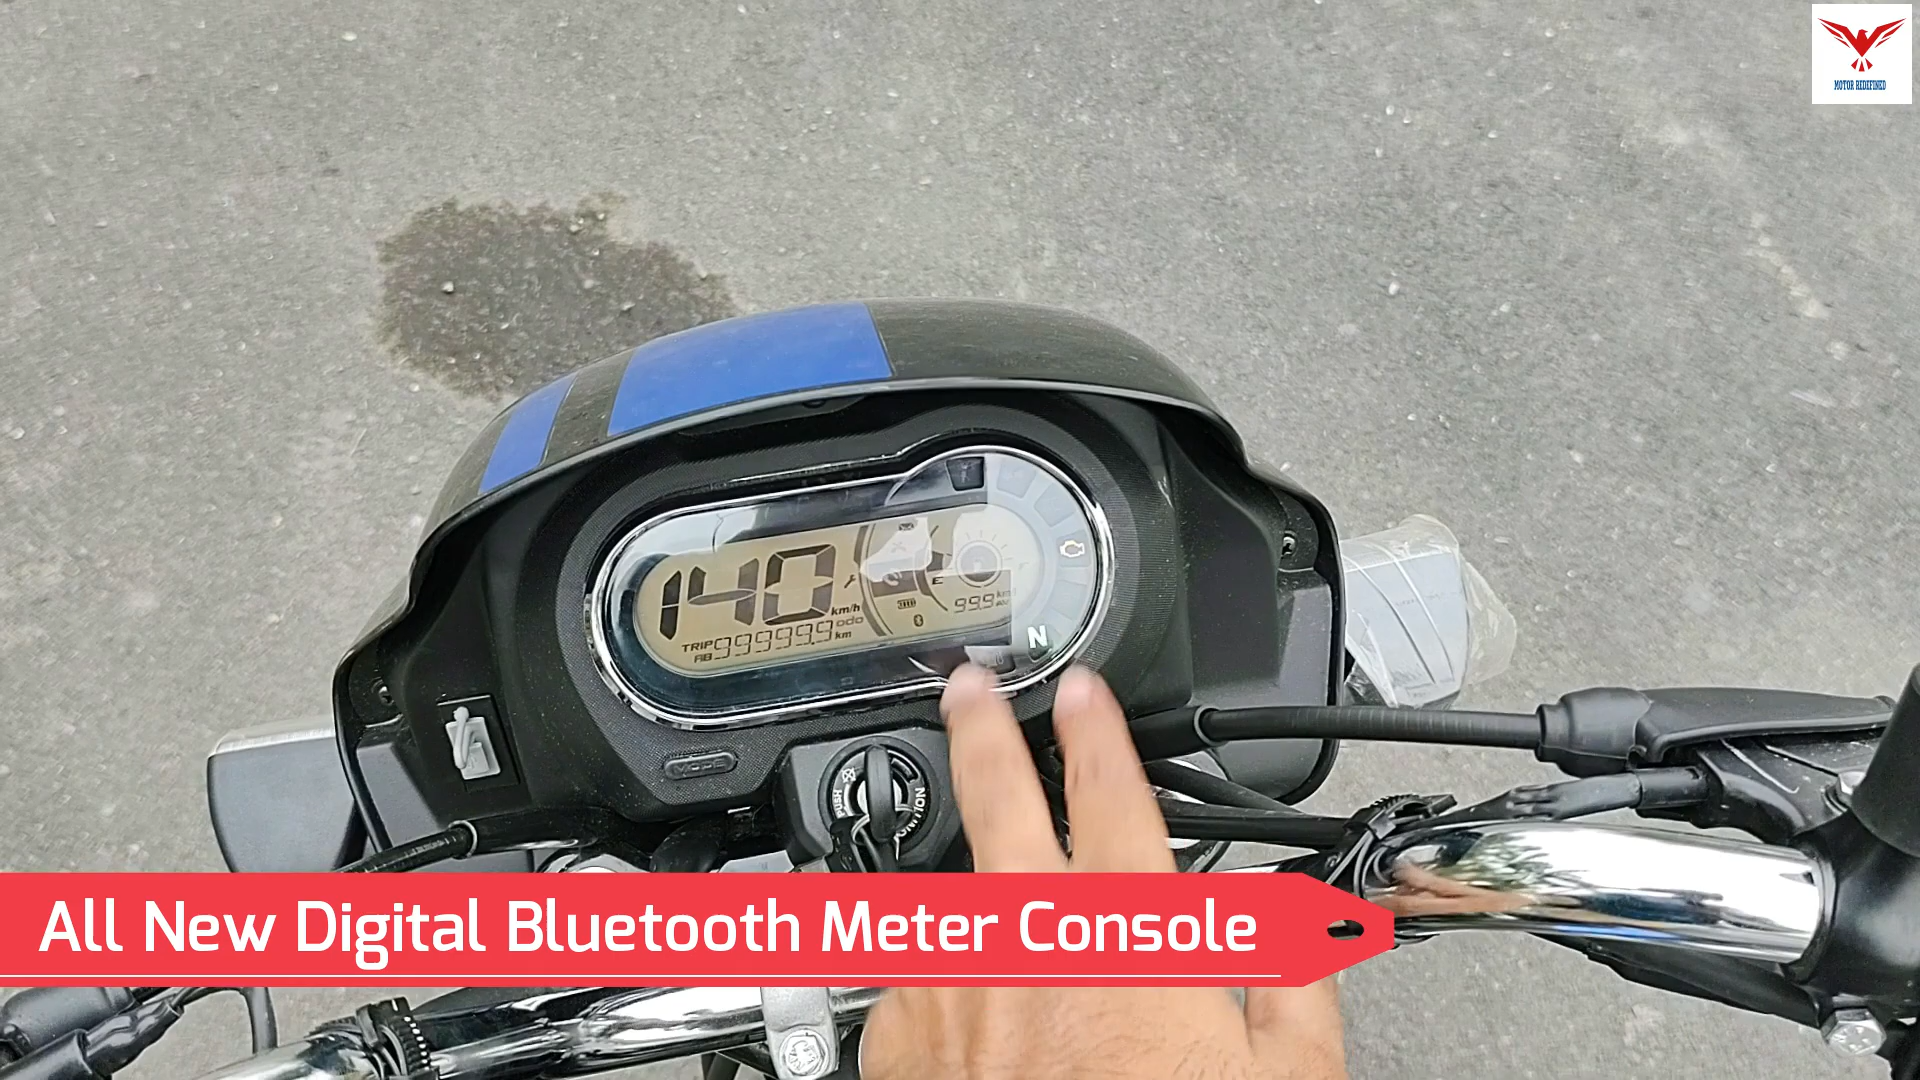 MOTOR REDEFINED
140
km/h
TRIP
A/B
99999.9
odo
km
E
99.9
km
N
MODE
PUSH
IGNITION
All New Digital Bluetooth Meter Console